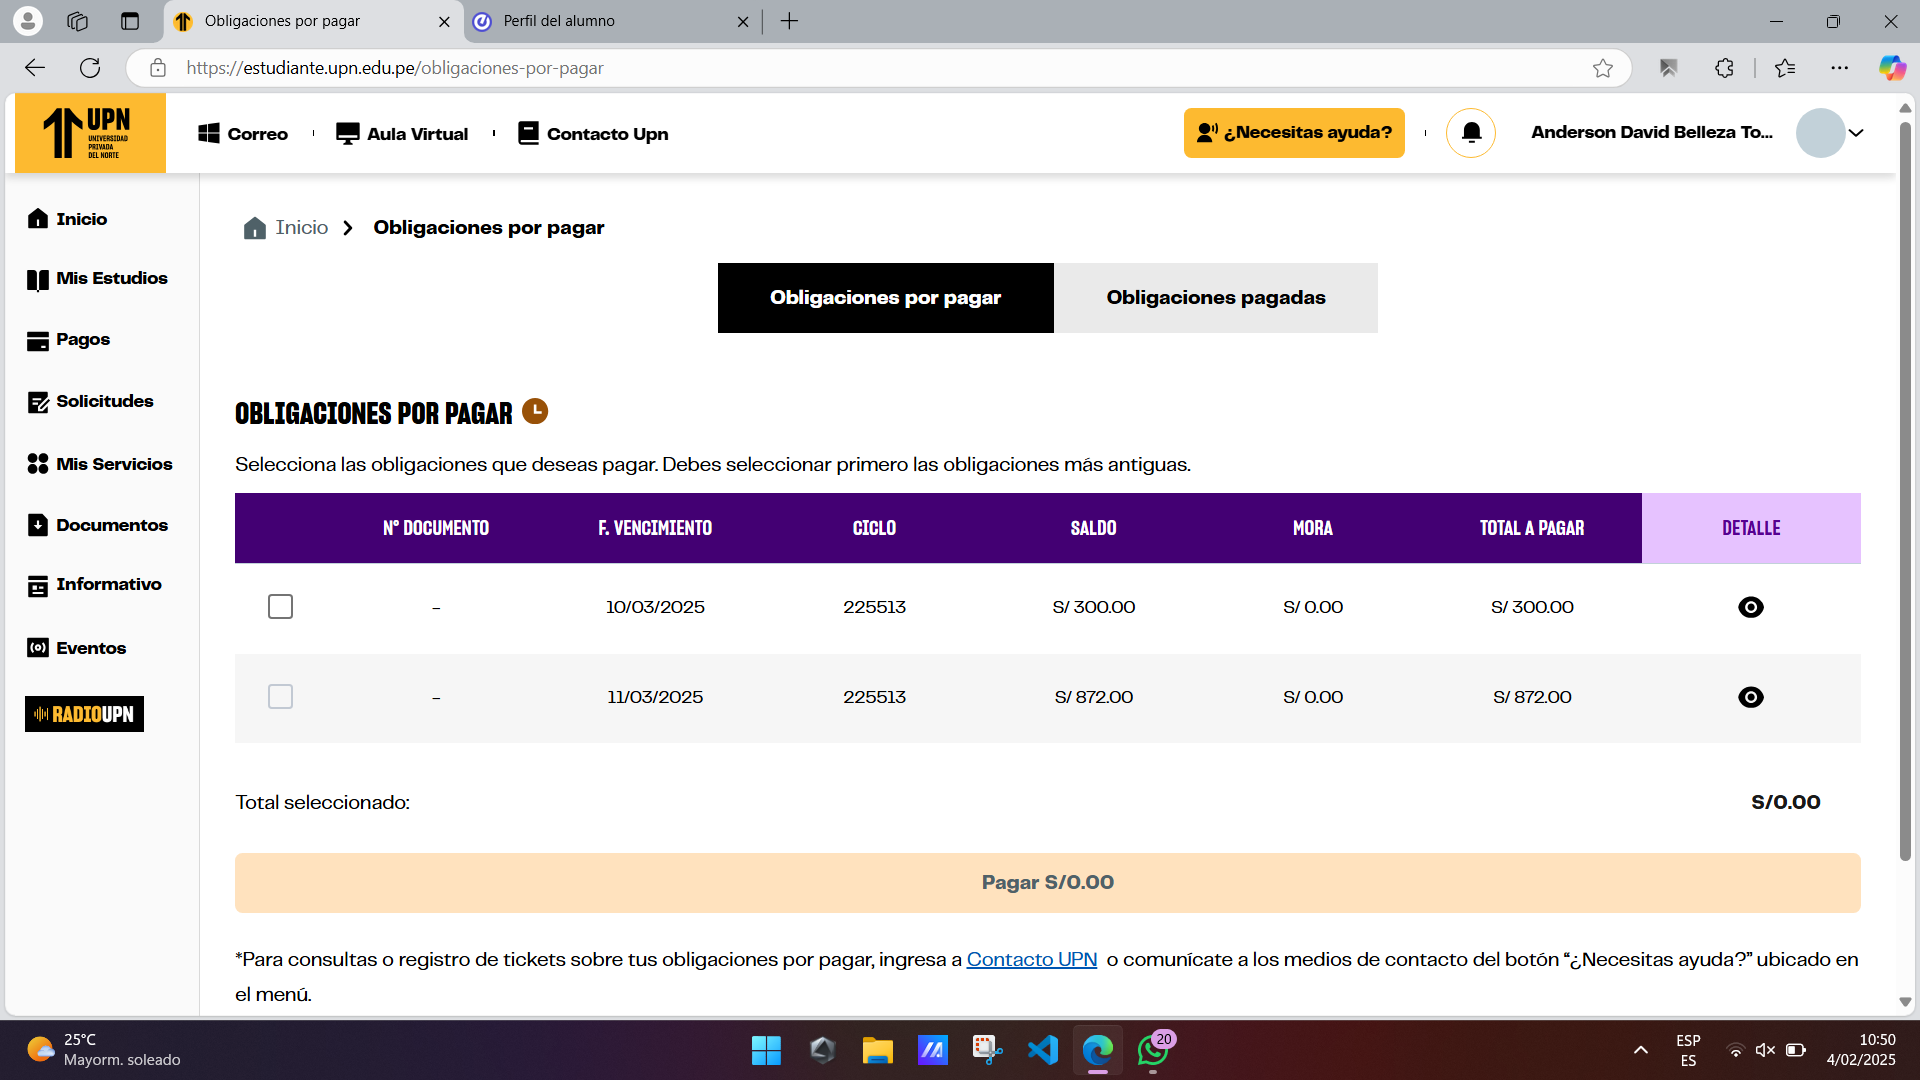 Obligaciones por pagar
Perfil del alumno
https://estudiante.upn.edu.pe/obligaciones-por-pagar
UPN
UNIVERSIDAD
PRIVADA
DEL NORTE
Correo
Aula Virtual
Contacto Upn
¿Necesitas ayuda?
Anderson David Belleza To...
Inicio
Mis Estudios
Pagos
Solicitudes
Mis Servicios
Documentos
Informativo
Eventos
RADIOUPN
Inicio
Obligaciones por pagar
Obligaciones por pagar
Obligaciones pagadas
OBLIGACIONES POR PAGAR
Selecciona las obligaciones que deseas pagar. Debes seleccionar primero las obligaciones más antiguas.
N° DOCUMENTO F. VENCIMIENTO CICLO SALDO MORA TOTAL A PAGAR DETALLE
- 10/03/2025 225513 S/ 300.00 S/ 0.00 S/ 300.00
- 11/03/2025 225513 S/ 872.00 S/ 0.00 S/ 872.00
Total seleccionado: S/0.00
Pagar S/0.00
*Para consultas o registro de tickets sobre tus obligaciones por pagar, ingresa a Contacto UPN o comunícate a los medios de contacto del botón “¿Necesitas ayuda?” ubicado en
el menú.
25°C
Mayorm. soleado
20
ESP
ES
10:50
4/02/2025